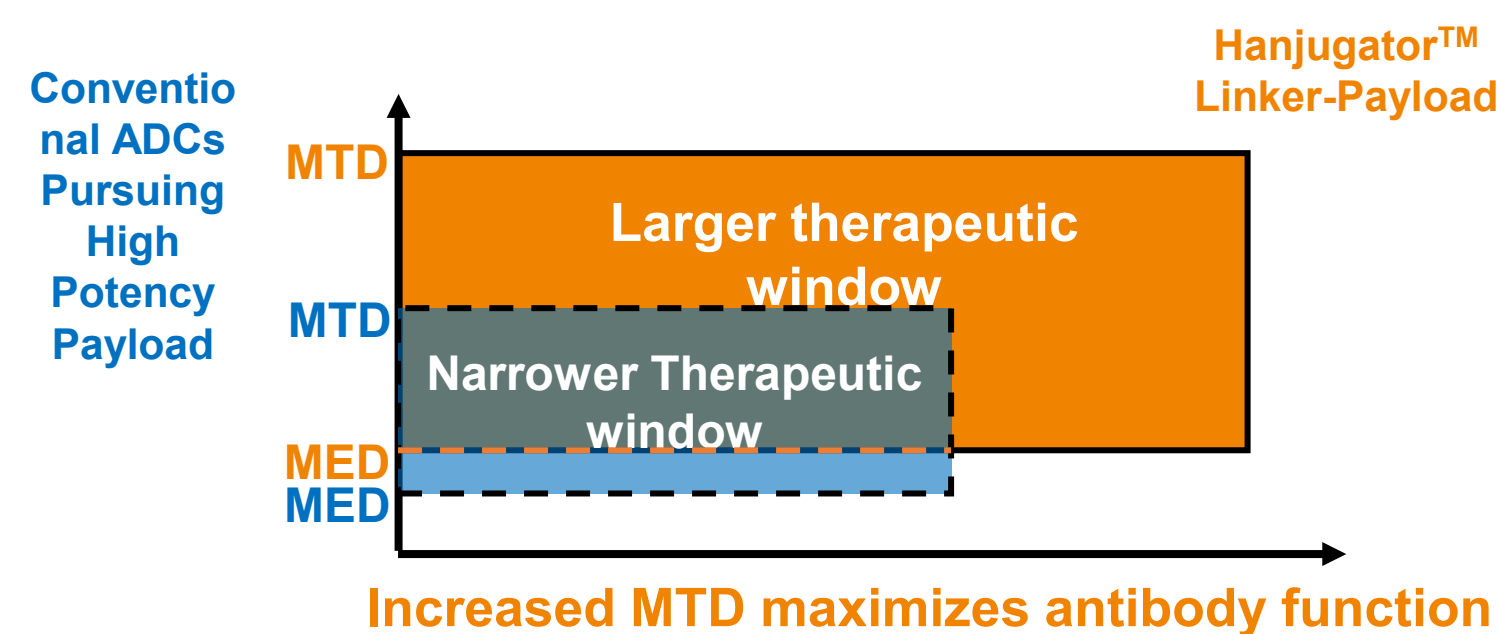 Hanjugator™
Linker-Payload
Conventio
nal ADCs
Pursuing
High
Potency
Payload
MTD
Larger therapeutic
window
MTD
Narrower Therapeutic
window
MED
MED
Increased MTD maximizes antibody function